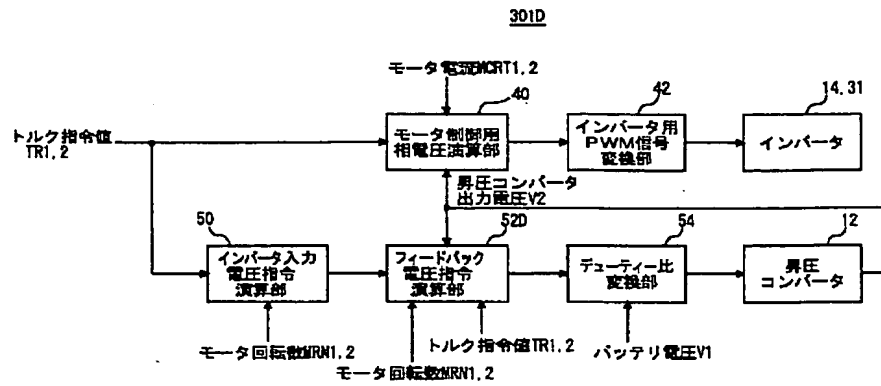 301D
モータ電流MCRT1,2
40
42
14,31
トルク指令値
TR1,2
モータ制御用
相電圧演算部
インバータ用
PWM信号
変換部
インバータ
昇圧コンバータ
出力電圧V2
50
52D
54
12
インバータ入力
電圧指令
演算部
フィードバック
電圧指令
演算部
デューティー比
変換部
昇圧
コンバータ
モータ回転数MRN1,2
トルク指令値TR1,2
バッテリ電圧V1
モータ回転数MRN1,2